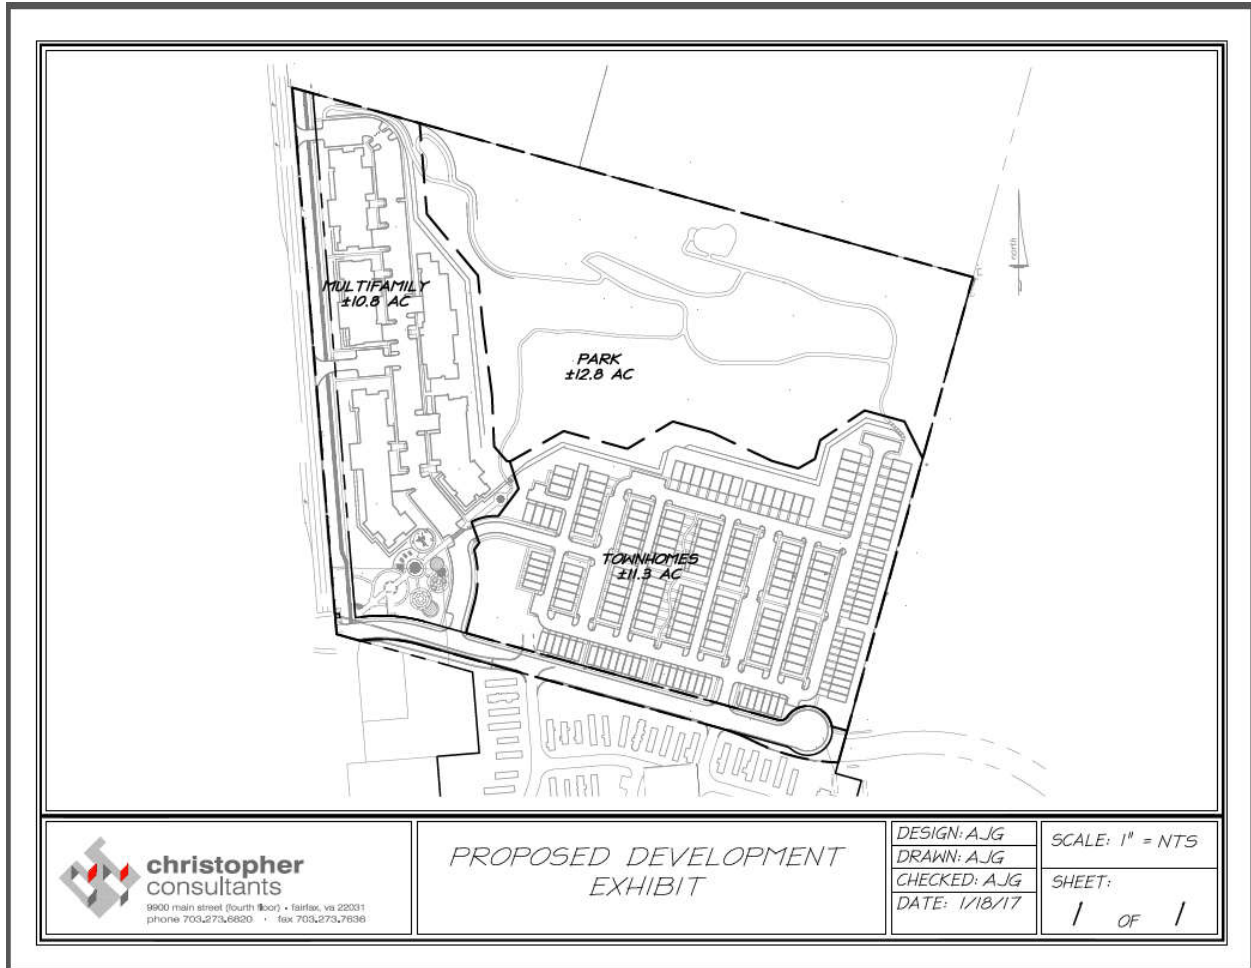 north
MULTIFAMILY
±10.8 AC
PARK
±12.8 AC
TOWNHOMES
±11.3 AC
christopher
consultants
9900 main street (fourth floor) • fairfax, va 22031
phone 703.273.6820 · fax 703.273.7636
PROPOSED DEVELOPMENT
EXHIBIT
DESIGN: AJG
DRAWN: AJG
CHECKED: AJG
DATE: 1/18/17
SCALE: 1" = NTS
SHEET:
1 OF 1